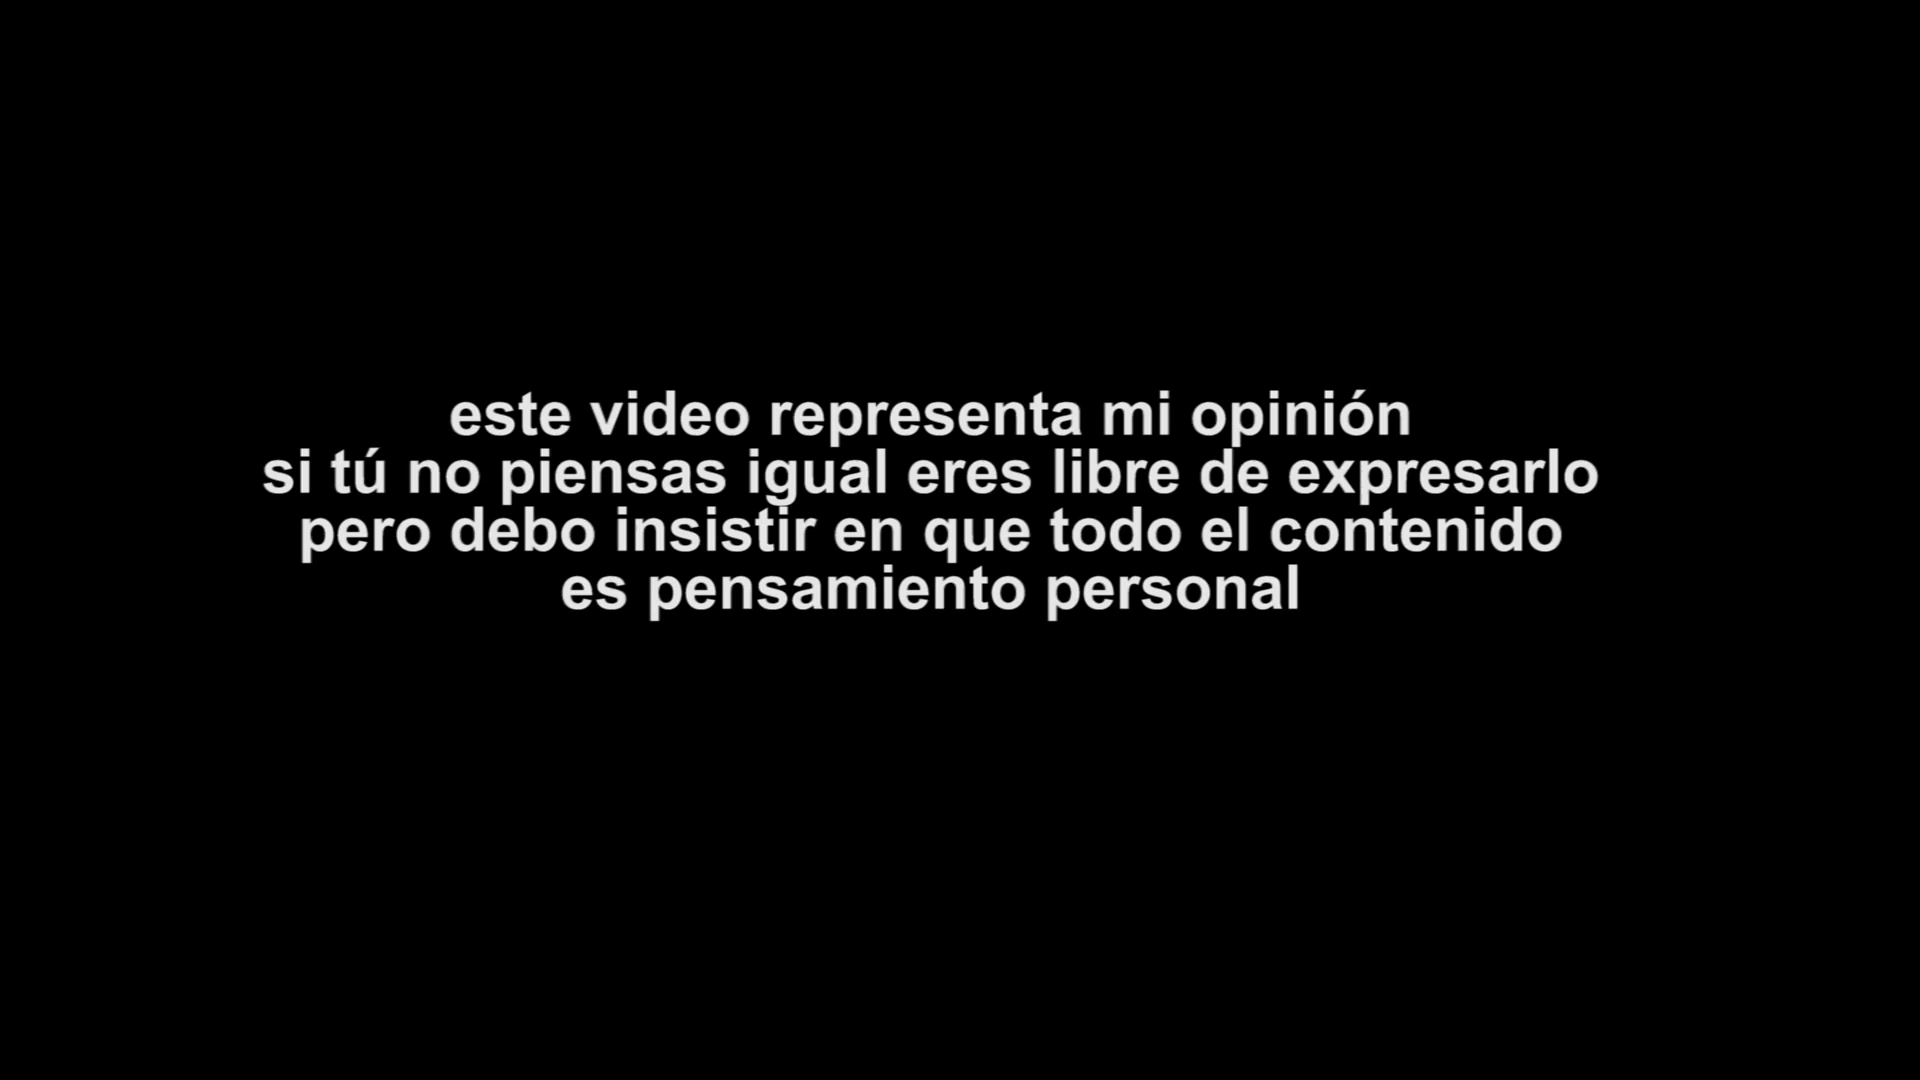 este video representa mi opinión
si tú no piensas igual eres libre de expresarlo
pero debo insistir en que todo el contenido
es pensamiento personal